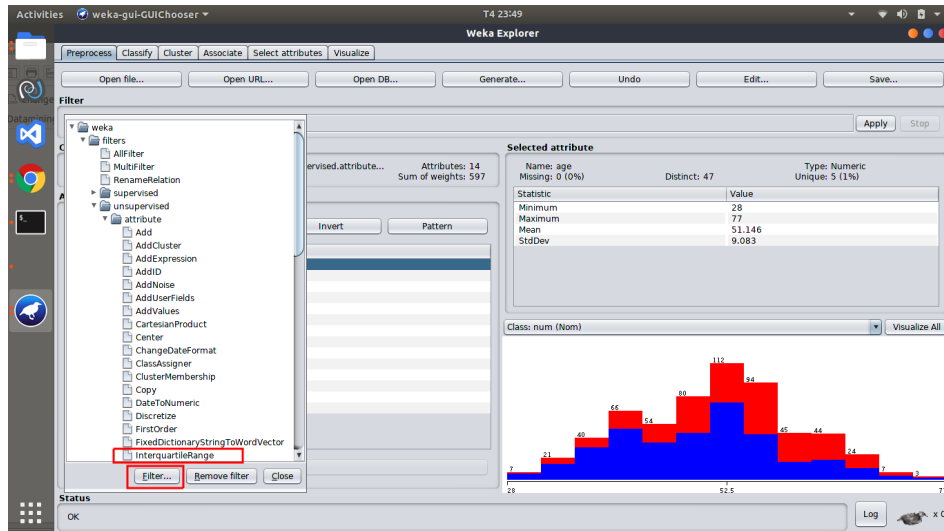 Activities weka-gui-GUIChooser T4 23:49
Weka Explorer
Preprocess Classify Cluster Associate Select attributes Visualize
Open file... Open URL... Open DB... Generate... Undo Edit... Save...
Filter
Apply Stop
weka
filters
AllFilter
MultiFilter
RenameRelation
supervised
unsupervised
attribute
Add
AddCluster
AddExpression
AddID
AddNoise
AddUserFields
AddValues
CartesianProduct
Center
ChangeDateFormat
ClassAssigner
ClusterMembership
Copy
DateToNumeric
Discretize
FirstOrder
FixedDictionaryStringToWordVector
InterquartileRange
Filter... Remove filter Close
ervised.attribute... Attributes: 14
Sum of weights: 597
Invert Pattern
Selected attribute
Name: age Type: Numeric
Missing: 0 (0%) Distinct: 47 Unique: 5 (1%)
Statistic Value
Minimum 28
Maximum 77
Mean 51.146
StdDev 9.083
Class: num (Nom) Visualize All
7 21 40 66 54 80 112 94 45 44 24 7 3
28 52.5
Status
OK Log